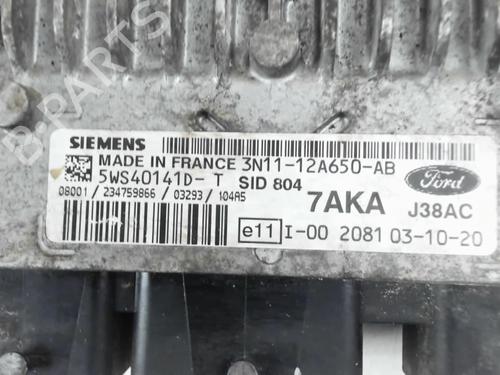 SIEMENS
MADE IN FRANCE 3N11-12A650-AB
5WS40141D- T SID 804
08001 / 234759866 / 03293 / 104A5
7AKA J38AC
Ford
e11 I-00 2081 03-10-20
B-PARTS